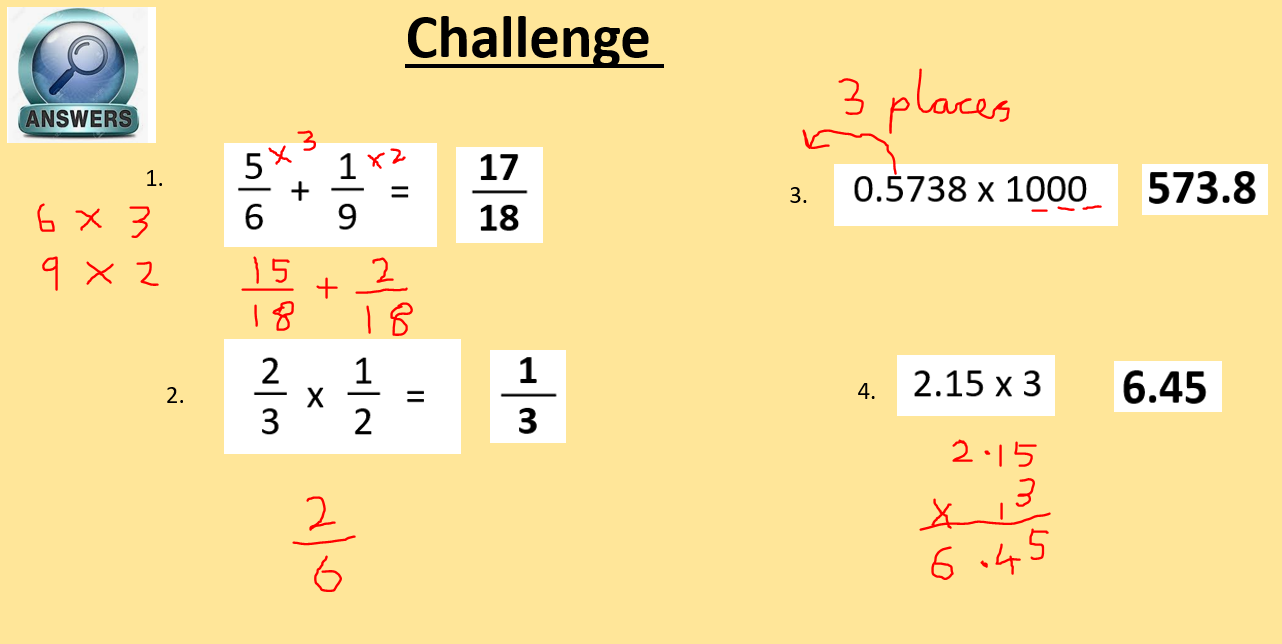 Challenge
ANSWERS
1.
5/6 × 3 + 1/9 × 2 = 17/18
6 × 3
9 × 2
15/18 + 2/18
2.
2/3 x 1/2 = 1/3
2/6
3 places
3.
0.5738 x 1000 573.8
4.
2.15 x 3 6.45
2.15
× 1 3
6.45